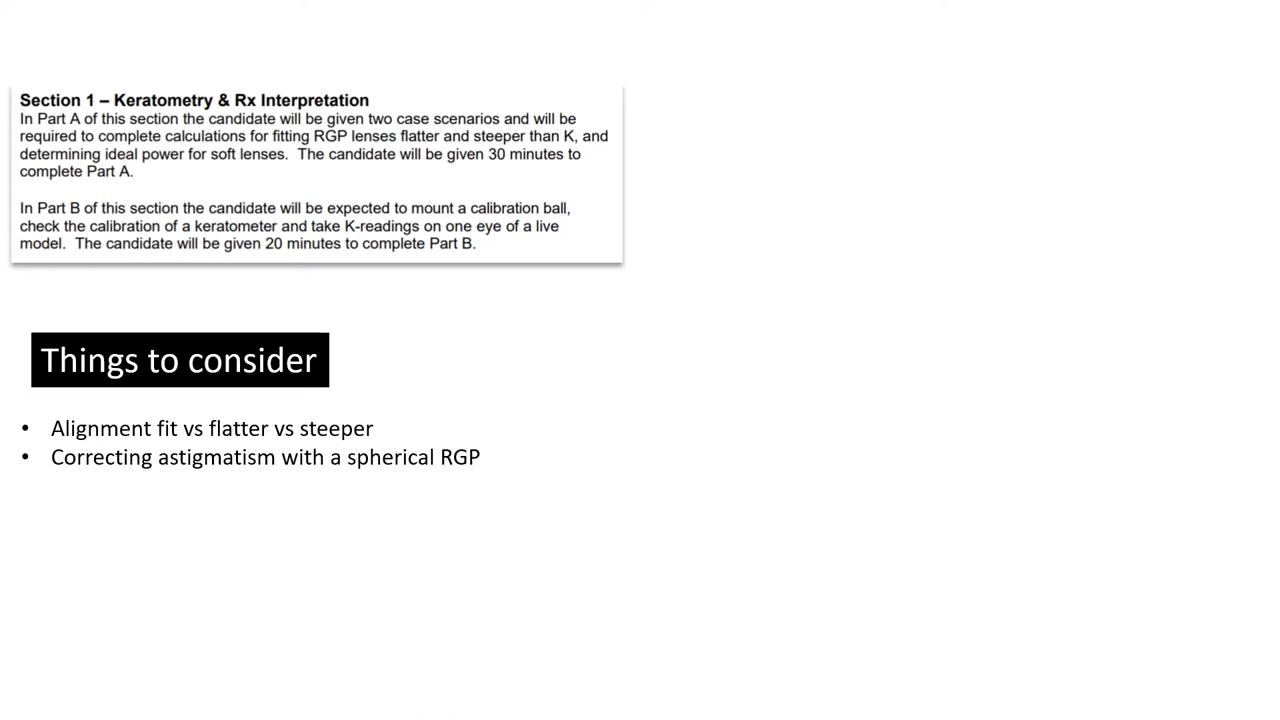 Section 1 – Keratometry & Rx Interpretation
In Part A of this section the candidate will be given two case scenarios and will be
required to complete calculations for fitting RGP lenses flatter and steeper than K, and
determining ideal power for soft lenses.  The candidate will be given 30 minutes to
complete Part A.
In Part B of this section the candidate will be expected to mount a calibration ball,
check the calibration of a keratometer and take K-readings on one eye of a live
model.  The candidate will be given 20 minutes to complete Part B.
Things to consider
• Alignment fit vs flatter vs steeper
• Correcting astigmatism with a spherical RGP